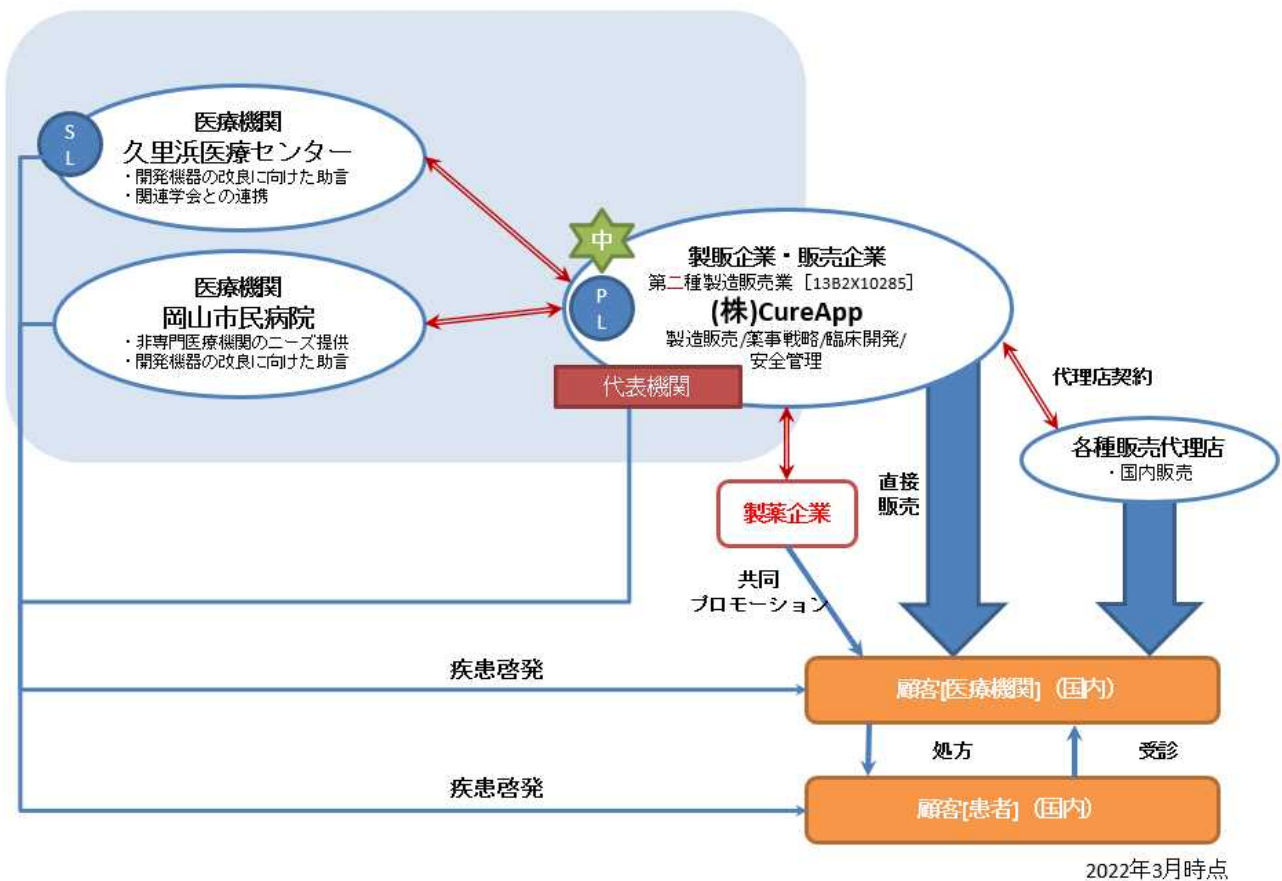 S
L
医療機関
久里浜医療センター
・開発機器の改良に向けた助言
・関連学会との連携
医療機関
岡山市民病院
・非専門医療機関のニーズ提供
・開発機器の改良に向けた助言
中
P
L
製販企業・販売企業
第二種製造販売業［13B2X10285］
(株)CureApp
製造販売/薬事戦略/臨床開発/
安全管理
代表機関
代理店契約
各種販売代理店
・国内販売
直接
販売
製薬企業
共同
プロモーション
疾患啓発
顧客[医療機関]（国内）
処方
受診
疾患啓発
顧客[患者]（国内）
2022年3月時点